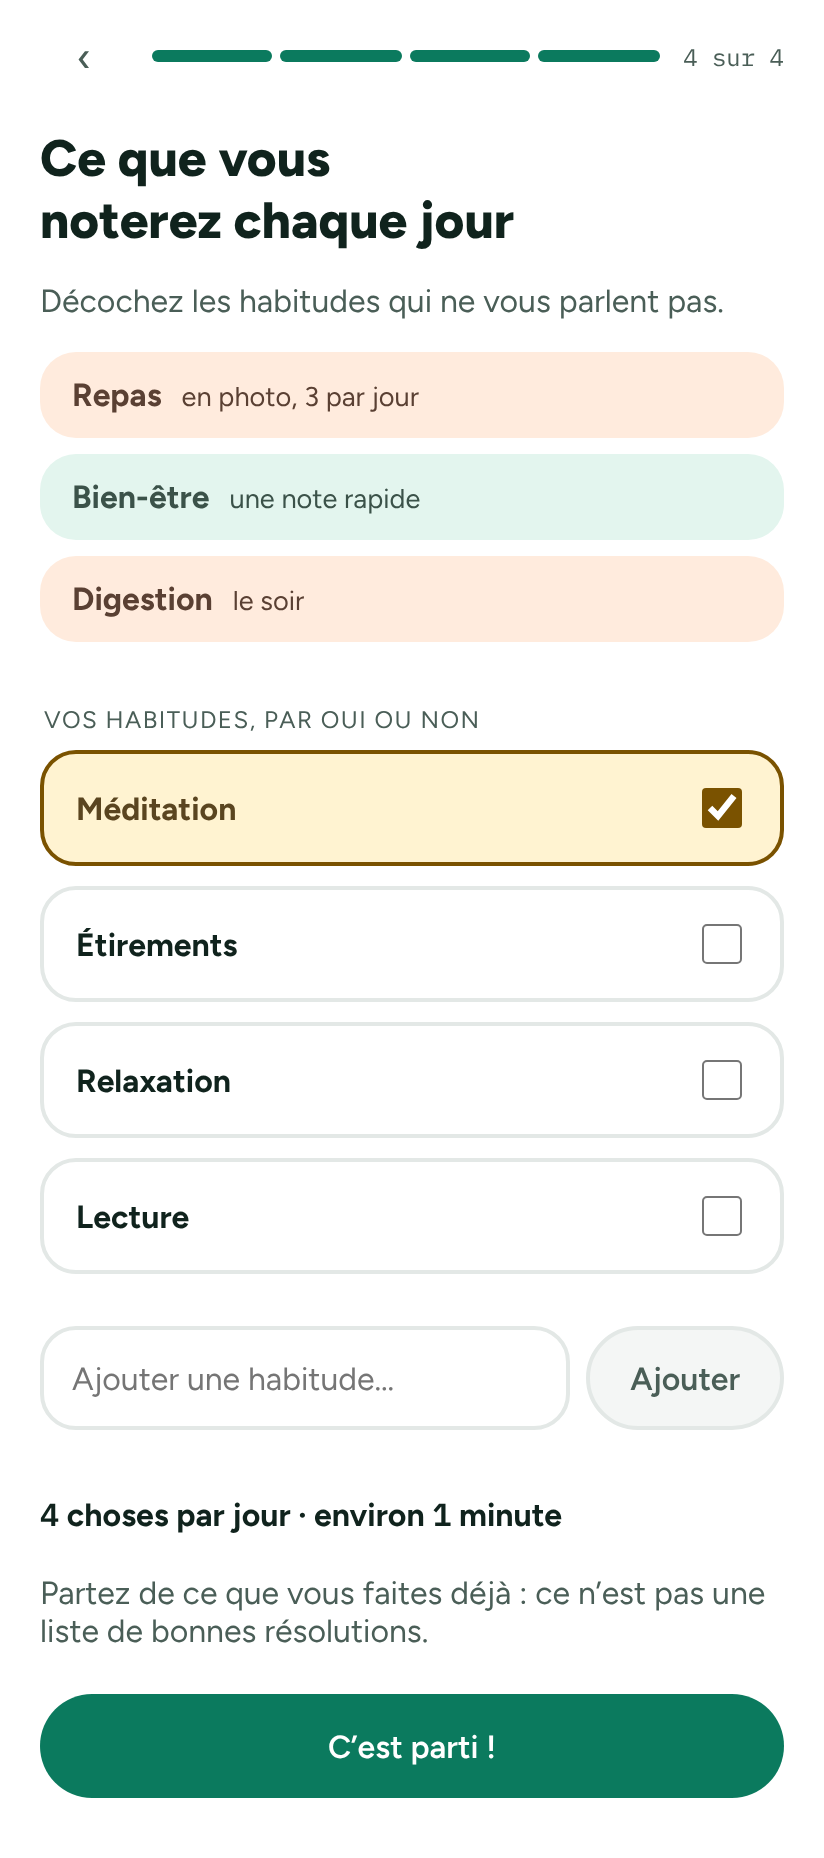 ‹ 4 sur 4
Ce que vous
noterez chaque jour
Décochez les habitudes qui ne vous parlent pas.
Repas en photo, 3 par jour
Bien-être une note rapide
Digestion le soir
VOS HABITUDES, PAR OUI OU NON
Méditation
Étirements
Relaxation
Lecture
Ajouter une habitude...
Ajouter
4 choses par jour · environ 1 minute
Partez de ce que vous faites déjà : ce n’est pas une
liste de bonnes résolutions.
C’est parti !